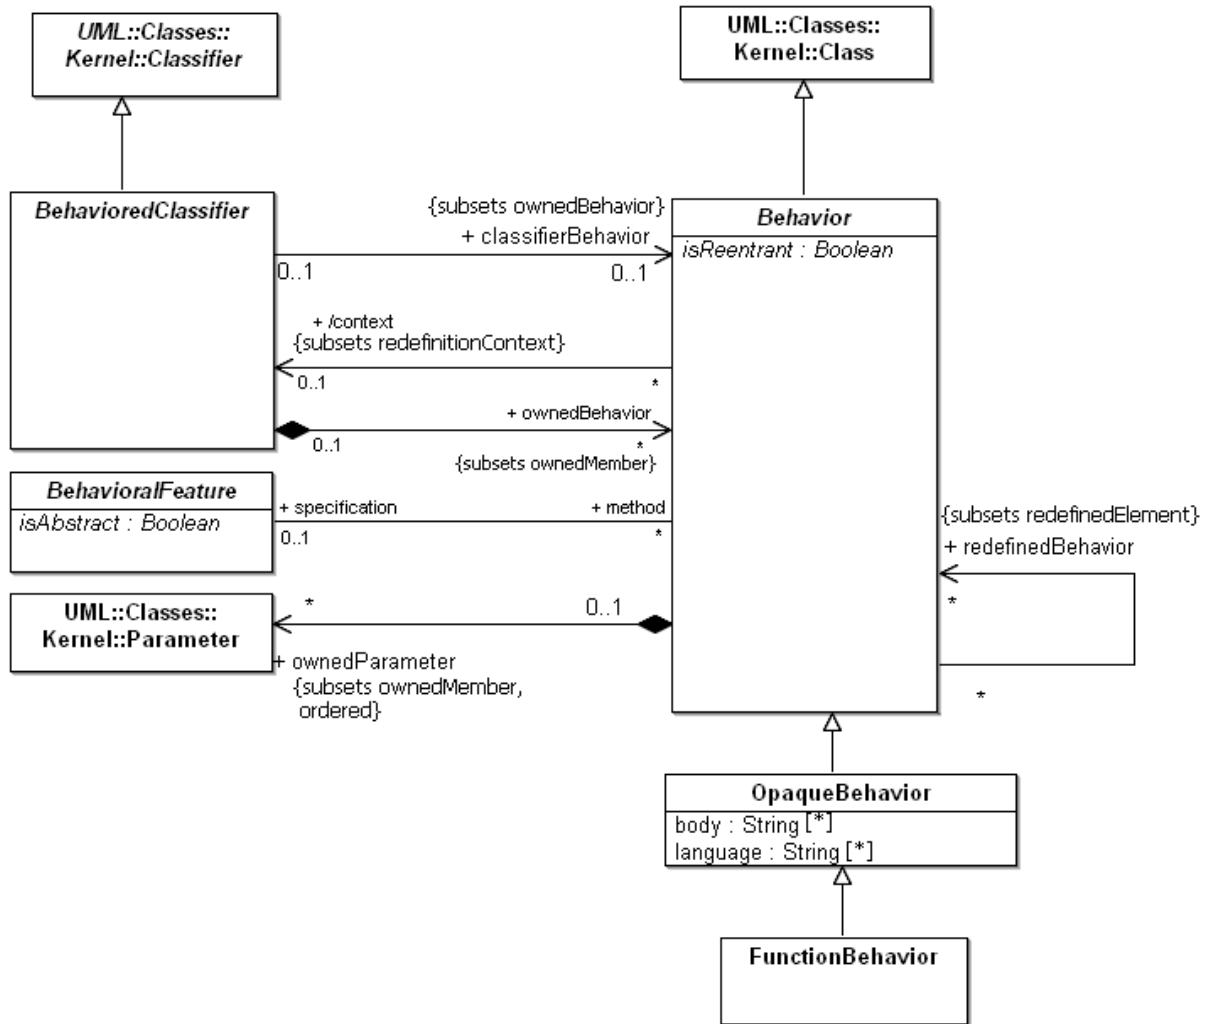 UML::Classes::
Kernel::Classifier
UML::Classes::
Kernel::Class
BehavioredClassifier
{subsets ownedBehavior}
+ classifierBehavior
0..1
0..1
Behavior
isReentrant : Boolean
+ /context
{subsets redefinitionContext}
0..1
*
+ ownedBehavior
0..1
*
{subsets ownedMember}
BehavioralFeature
isAbstract : Boolean
+ specification
+ method
0..1
*
{subsets redefinedElement}
+ redefinedBehavior
*
*
UML::Classes::
Kernel::Parameter
*
0..1
+ ownedParameter
{subsets ownedMember,
ordered}
OpaqueBehavior
body : String [*]
language : String [*]
FunctionBehavior